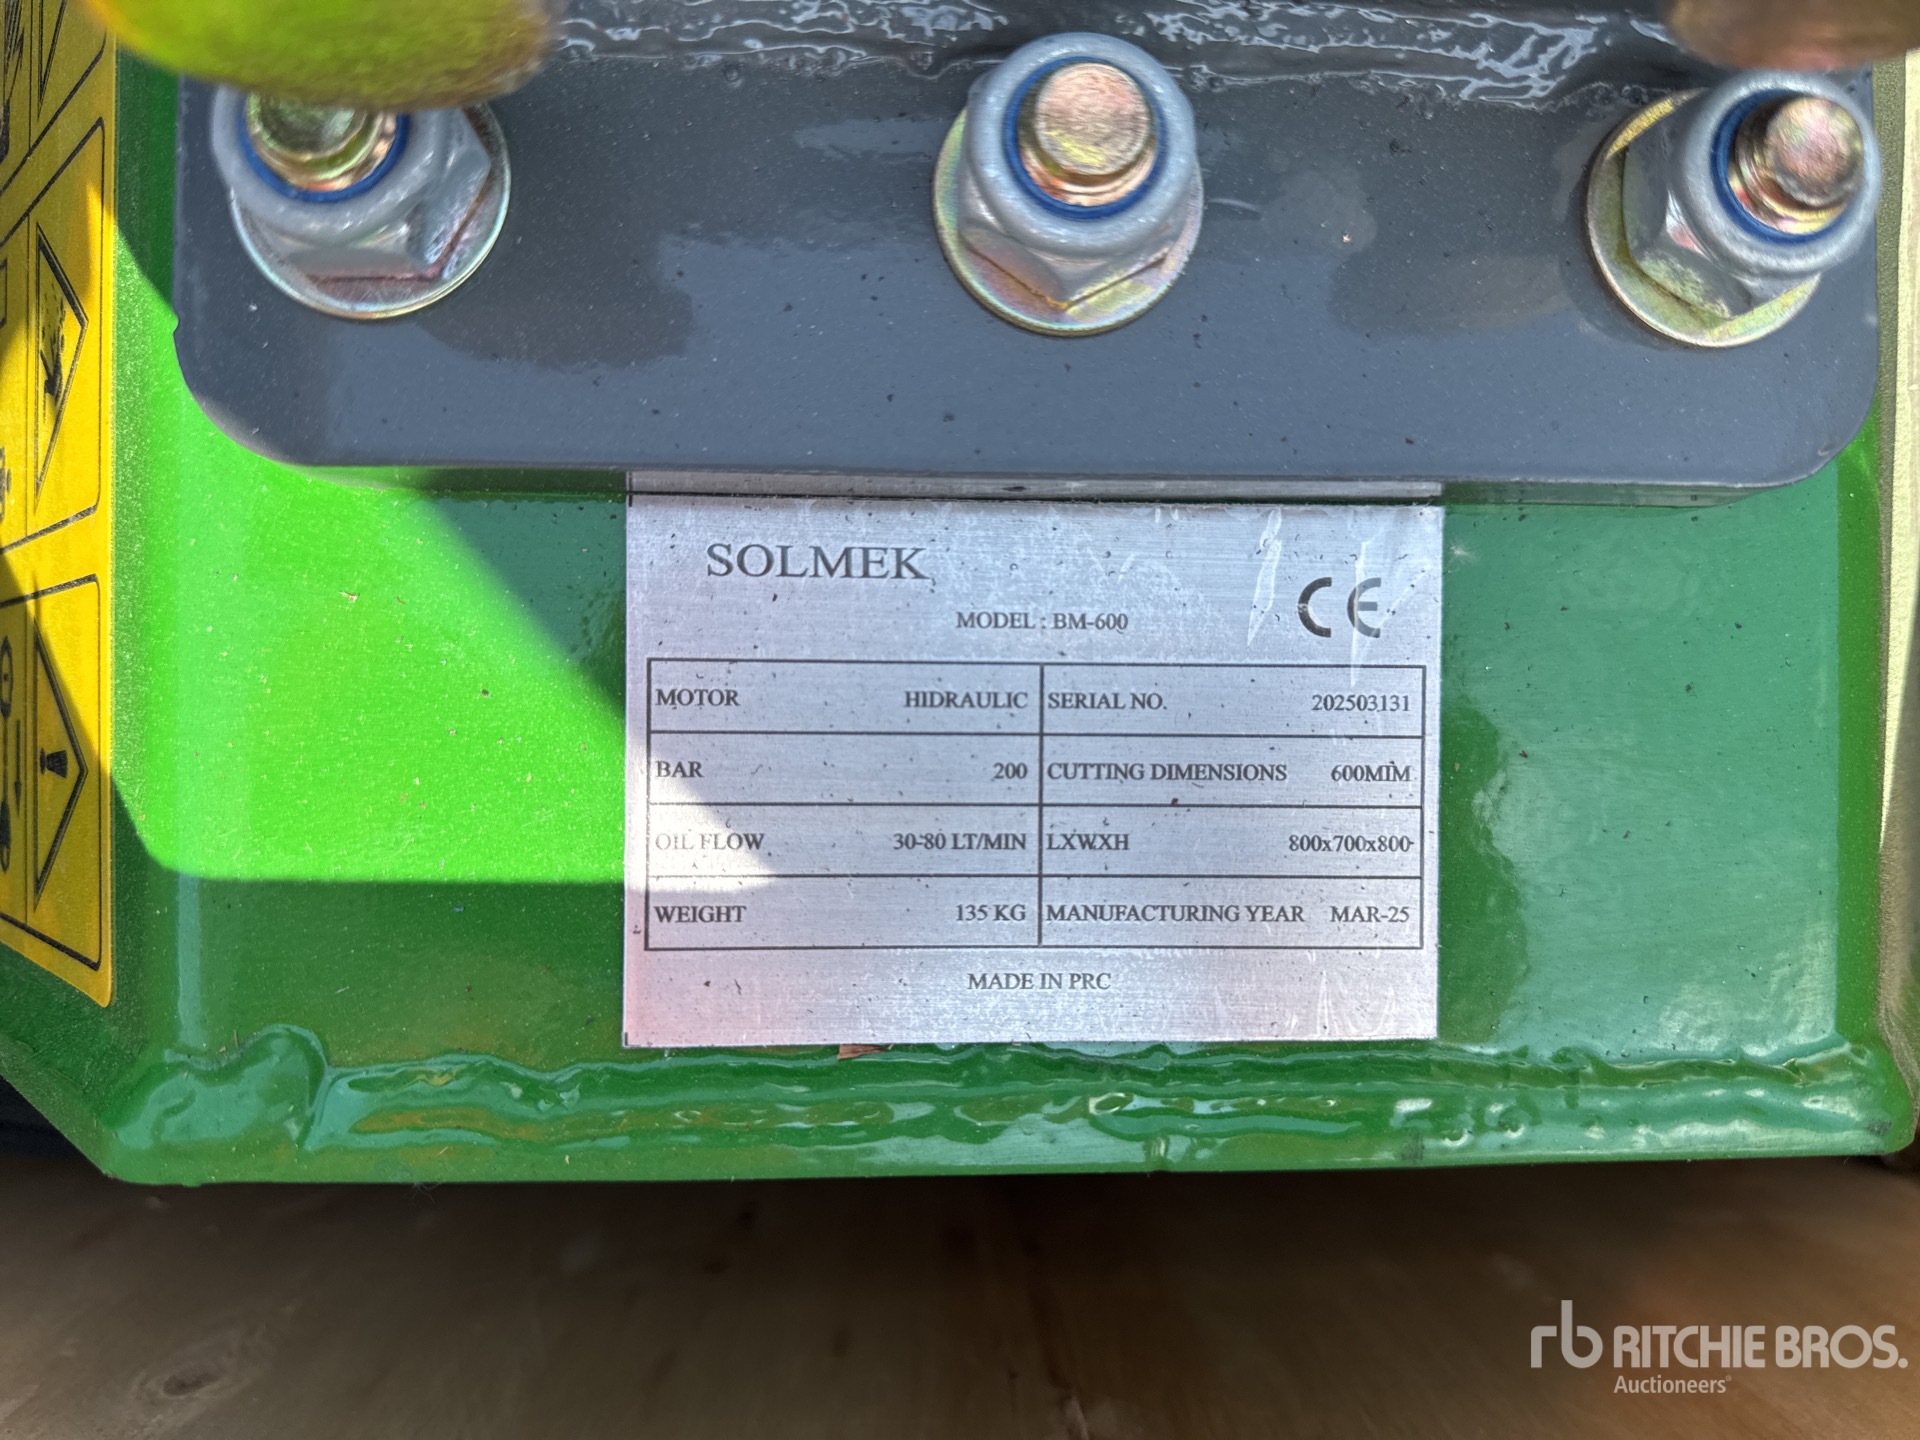 SOLMEK
MODEL : BM-600
CE
MOTOR HIDRAULIC SERIAL NO. 202503131
BAR 200 CUTTING DIMENSIONS 600MIM
OIL FLOW 30-80 LT/MIN LXWXH 800x700x800
WEIGHT 135 KG MANUFACTURING YEAR MAR-25
MADE IN PRC
rb RITCHIE BROS.
Auctioneers